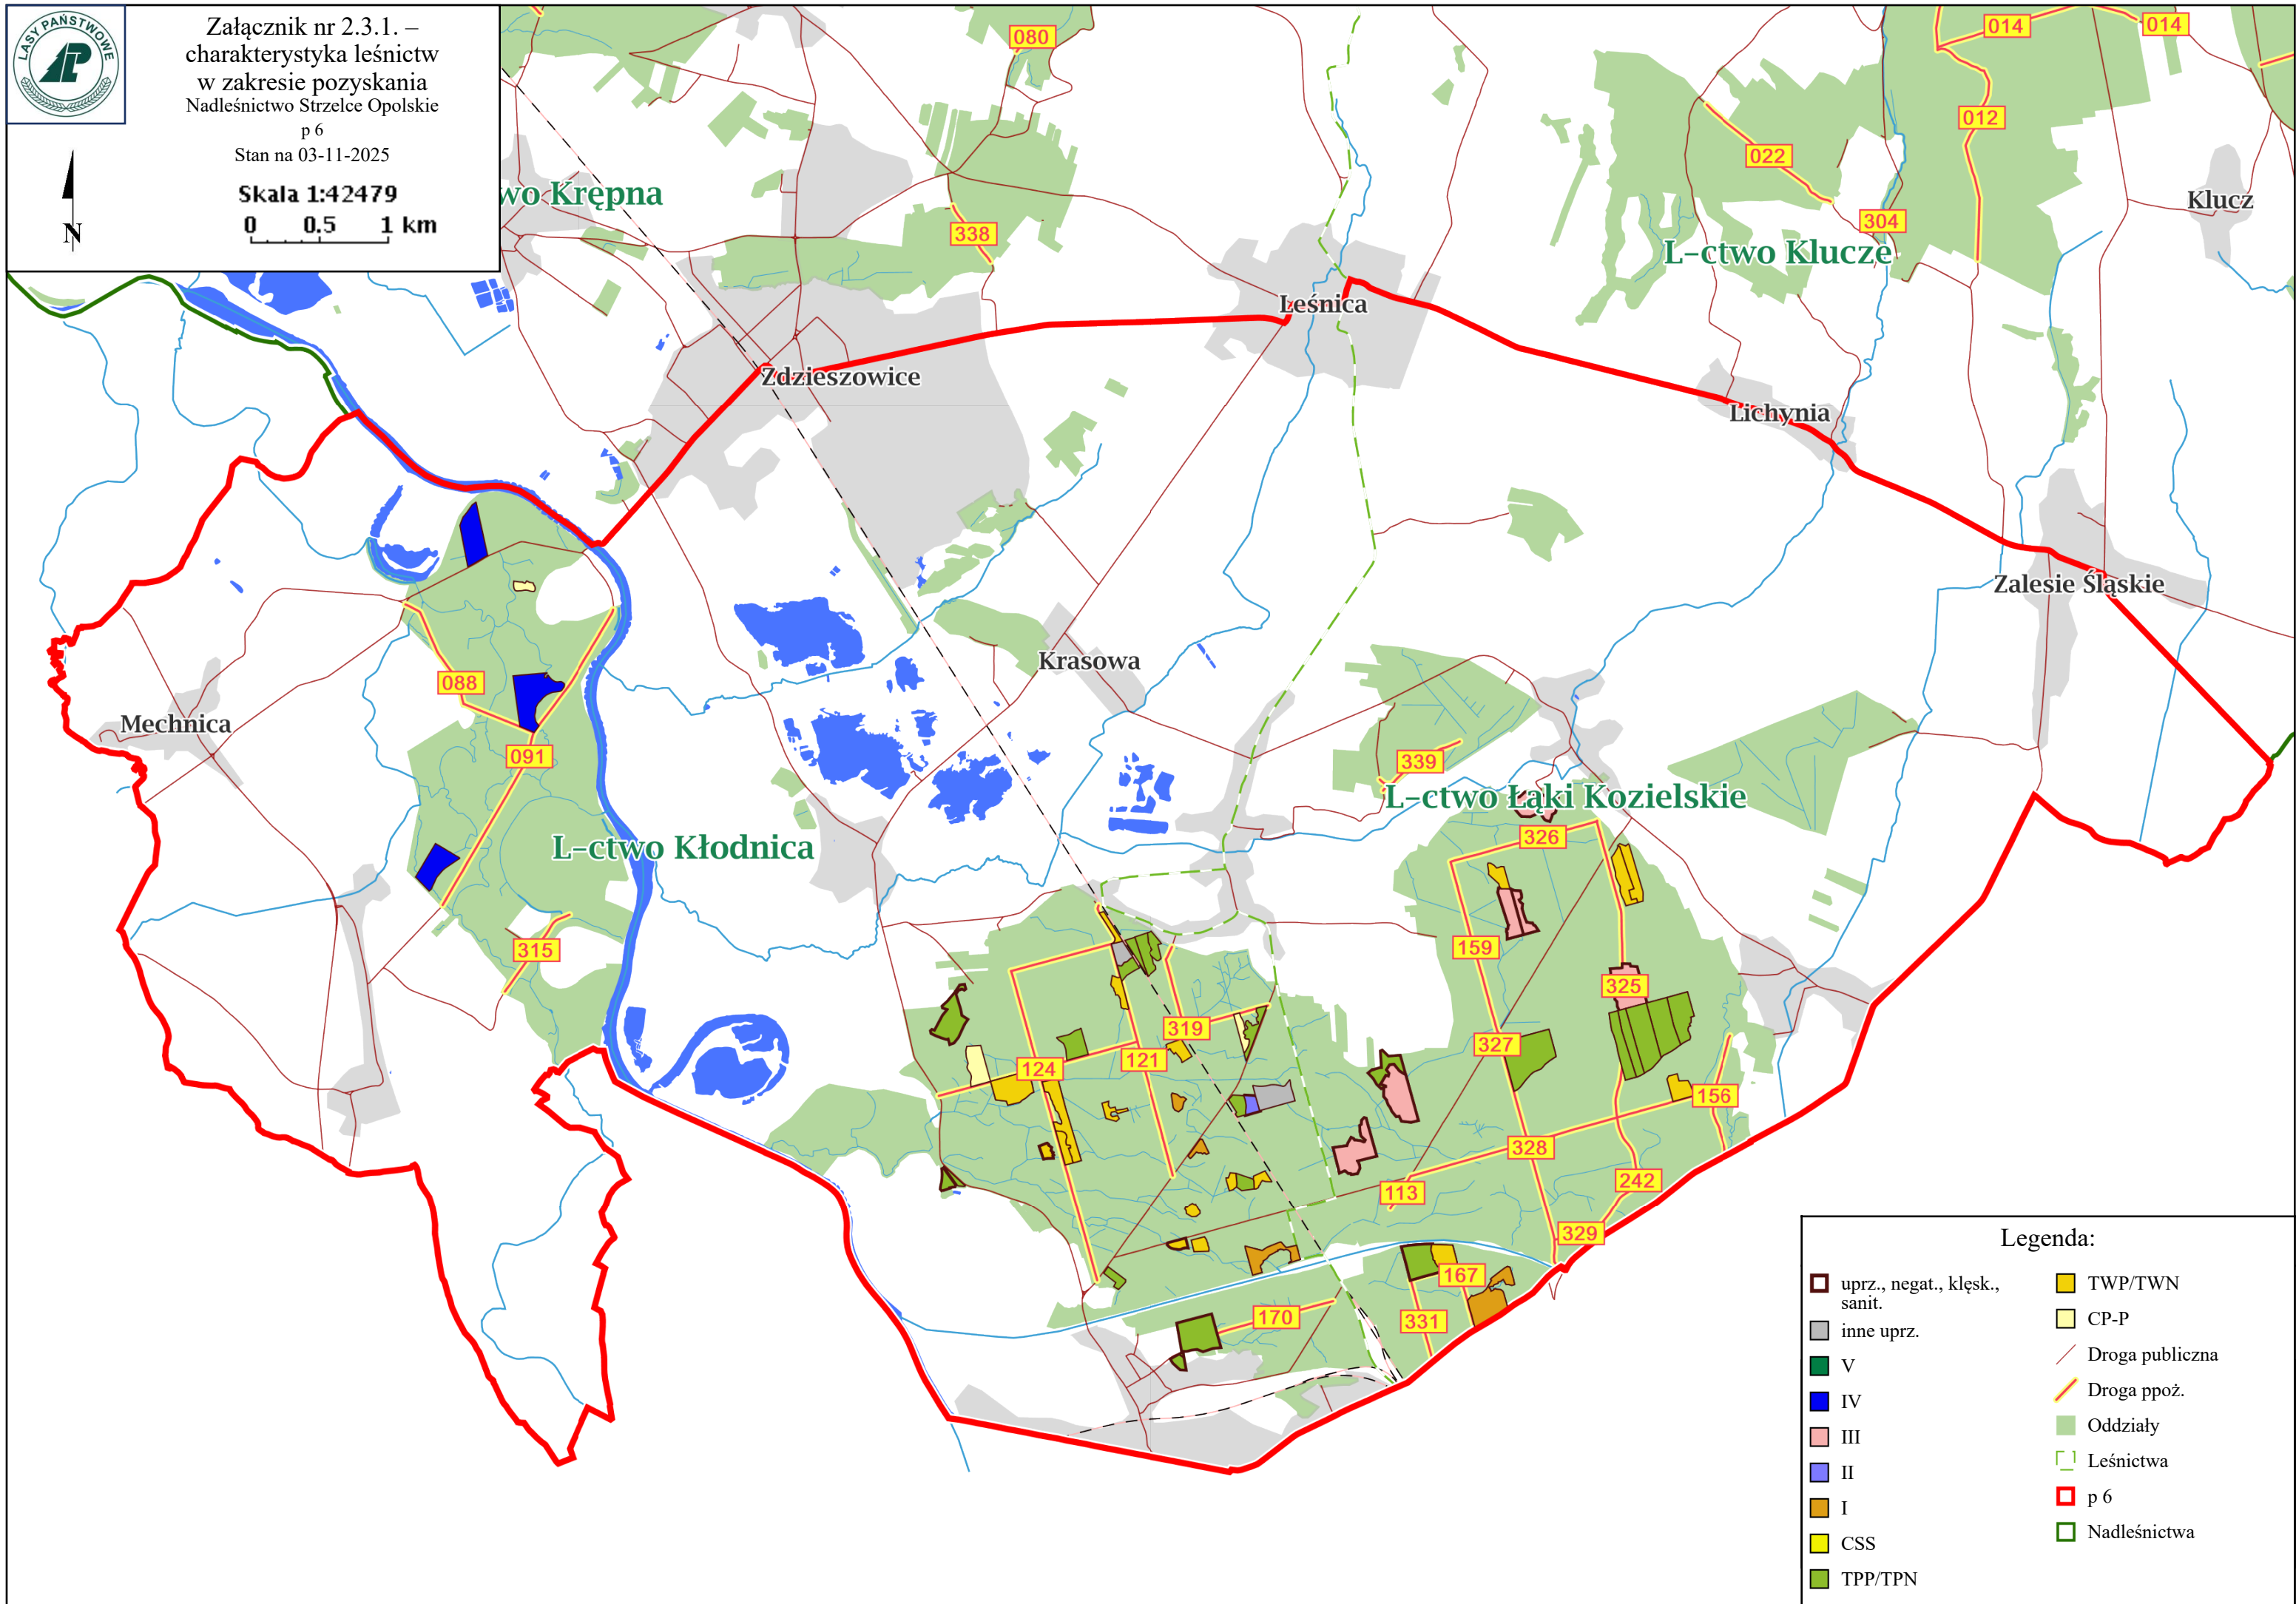 LASY PAŃSTWOWE
Załącznik nr 2.3.1. –
charakterystyka leśnictw
w zakresie pozyskania
Nadleśnictwo Strzelce Opolskie
p 6
Stan na 03-11-2025
Skala 1:42479
0 0.5 1 km
N
080
014
014
012
022
304
Klucz
wo Krępna
338
L-ctwo Klucze
Leśnica
Zdzieszowice
Lichynia
Zalesie Śląskie
Krasowa
088
Mechnica
091
339
L-ctwo Łąki Kozielskie
L-ctwo Kłodnica
326
315
159
325
319
327
124
121
156
328
113
242
329
167
170
331
Legenda:
uprz., negat., klęsk.,
sanit.
inne uprz.
V
IV
III
II
I
CSS
TPP/TPN
TWP/TWN
CP-P
Droga publiczna
Droga ppoż.
Oddziały
Leśnictwa
p 6
Nadleśnictwa